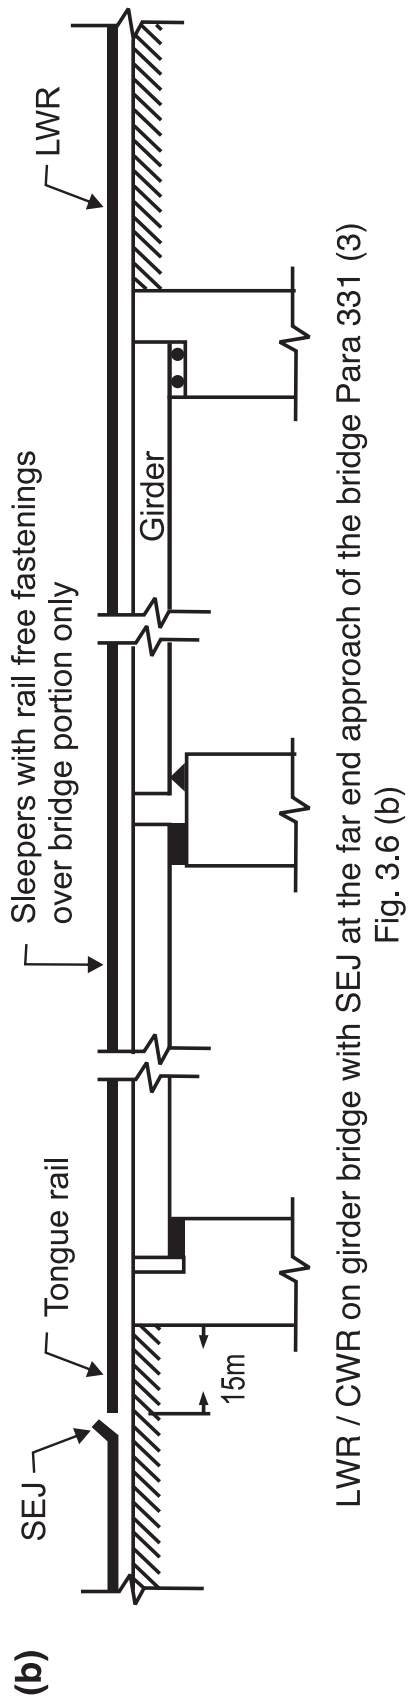 (b)
SEJ
Tongue rail
Sleepers with rail free fastenings
over bridge portion only
LWR
Girder
15m
LWR / CWR on girder bridge with SEJ at the far end approach of the bridge Para 331 (3)
Fig. 3.6 (b)